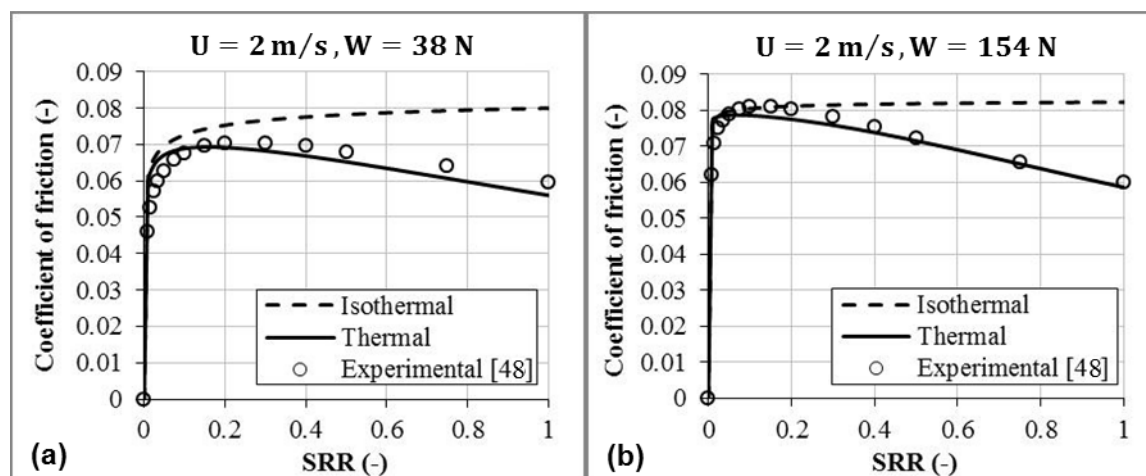 U = 2 m/s, W = 38 N
Coefficient of friction (-)
0.09
0.08
0.07
0.06
0.05
0.04
0.03
0.02
0.01
0
Isothermal
Thermal
Experimental [48]
0 0.2 0.4 0.6 0.8 1
(a)
SRR (-)
U = 2 m/s, W = 154 N
Coefficient of friction (-)
0.09
0.08
0.07
0.06
0.05
0.04
0.03
0.02
0.01
0
Isothermal
Thermal
Experimental [48]
0 0.2 0.4 0.6 0.8 1
(b)
SRR (-)